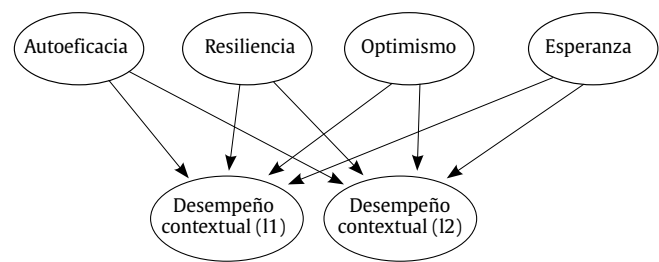 Autoeficacia
Resiliencia
Optimismo
Esperanza
Desempeño
contextual (l1)
Desempeño
contextual (l2)